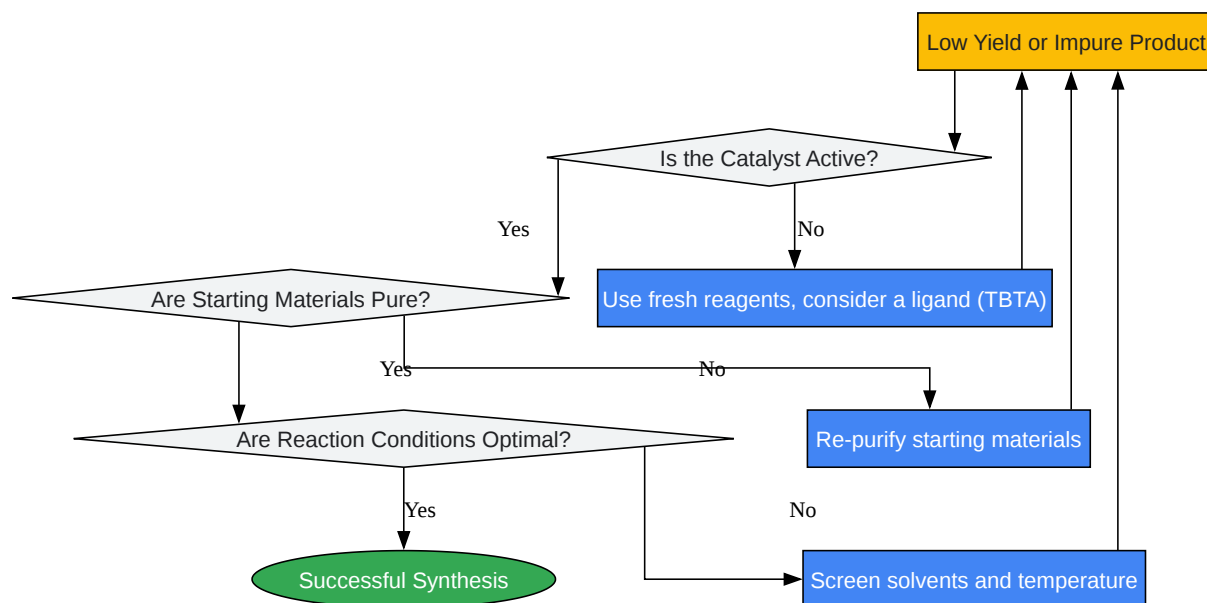 Low Yield or Impure Product
Is the Catalyst Active?
Yes
No
Are Starting Materials Pure?
Use fresh reagents, consider a ligand (TBTA)
Yes
No
Are Reaction Conditions Optimal?
Re-purify starting materials
Yes
No
Successful Synthesis
Screen solvents and temperature